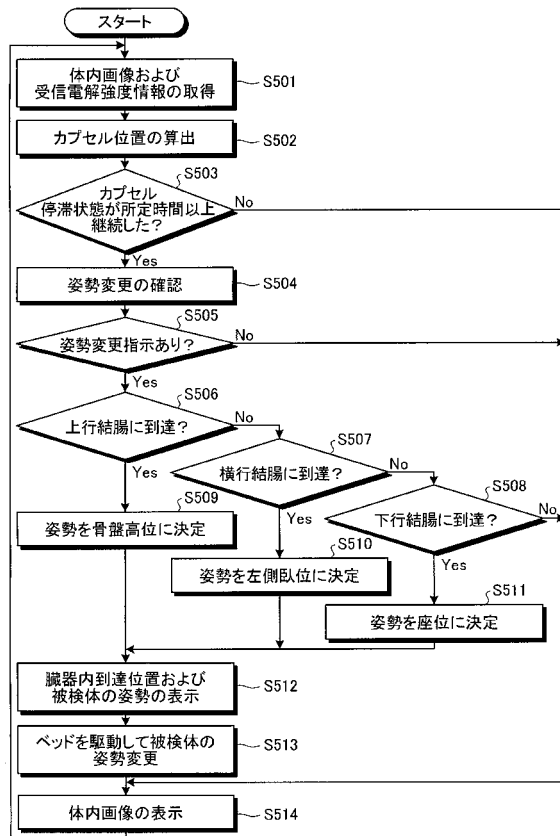 スタート
体内画像および
受信電解強度情報の取得
S501
カプセル位置の算出
S502
S503
カプセル
停滞状態が所定時間以上
継続した?
No
Yes
姿勢変更の確認
S504
S505
姿勢変更指示あり?
No
Yes
S506
上行結腸に到達?
No
Yes
S507
横行結腸に到達?
No
Yes
S508
下行結腸に到達?
No
Yes
S509
姿勢を骨盤高位に決定
S510
姿勢を左側臥位に決定
S511
姿勢を座位に決定
臓器内到達位置および
被検体の姿勢の表示
S512
ベッドを駆動して被検体の
姿勢変更
S513
体内画像の表示
S514